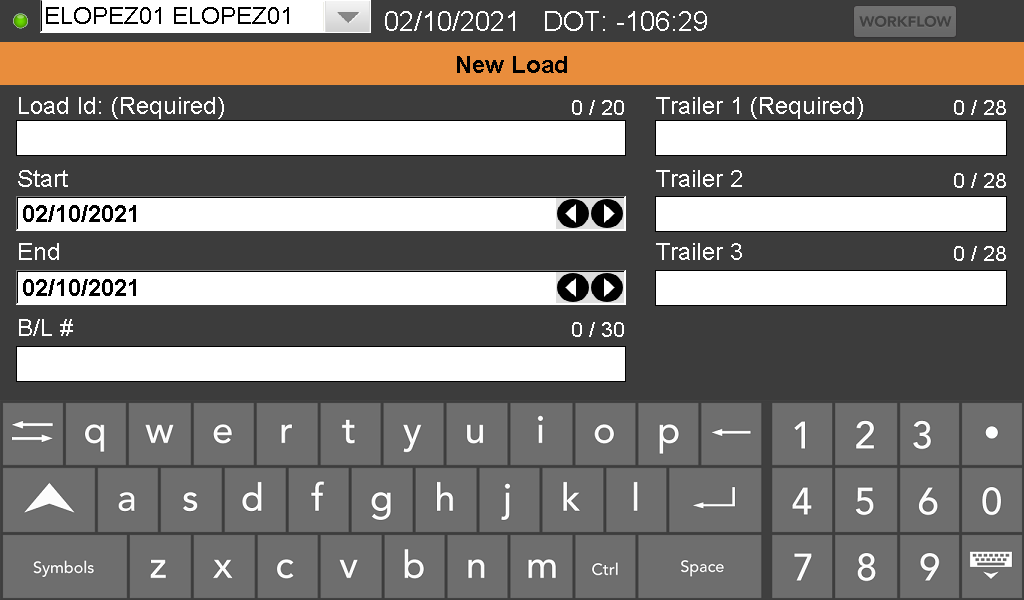 ELOPEZ01 ELOPEZ01 02/10/2021 DOT: -106:29 WORKFLOW
New Load
Load Id: (Required) 0 / 20
Trailer 1 (Required) 0 / 28
Start
Trailer 2 0 / 28
02/10/2021
End
Trailer 3 0 / 28
02/10/2021
B/L # 0 / 30
q w e r t y u i o p 1 2 3 •
a s d f g h j k l 4 5 6 0
Symbols z x c v b n m Ctrl Space 7 8 9